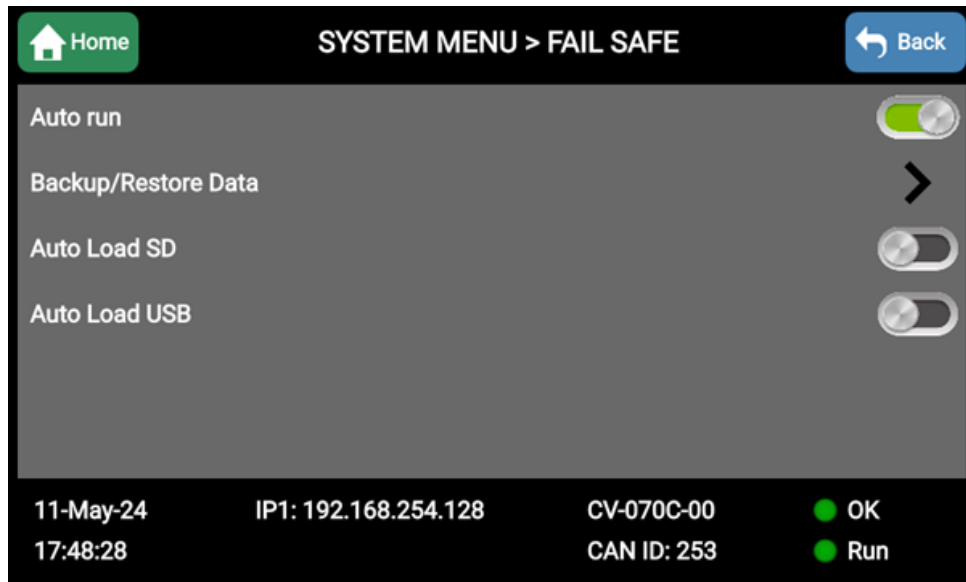 Home SYSTEM MENU > FAIL SAFE Back
Auto run
Backup/Restore Data
Auto Load SD
Auto Load USB
11-May-24 IP1: 192.168.254.128 CV-070C-00 OK
17:48:28 CAN ID: 253 Run